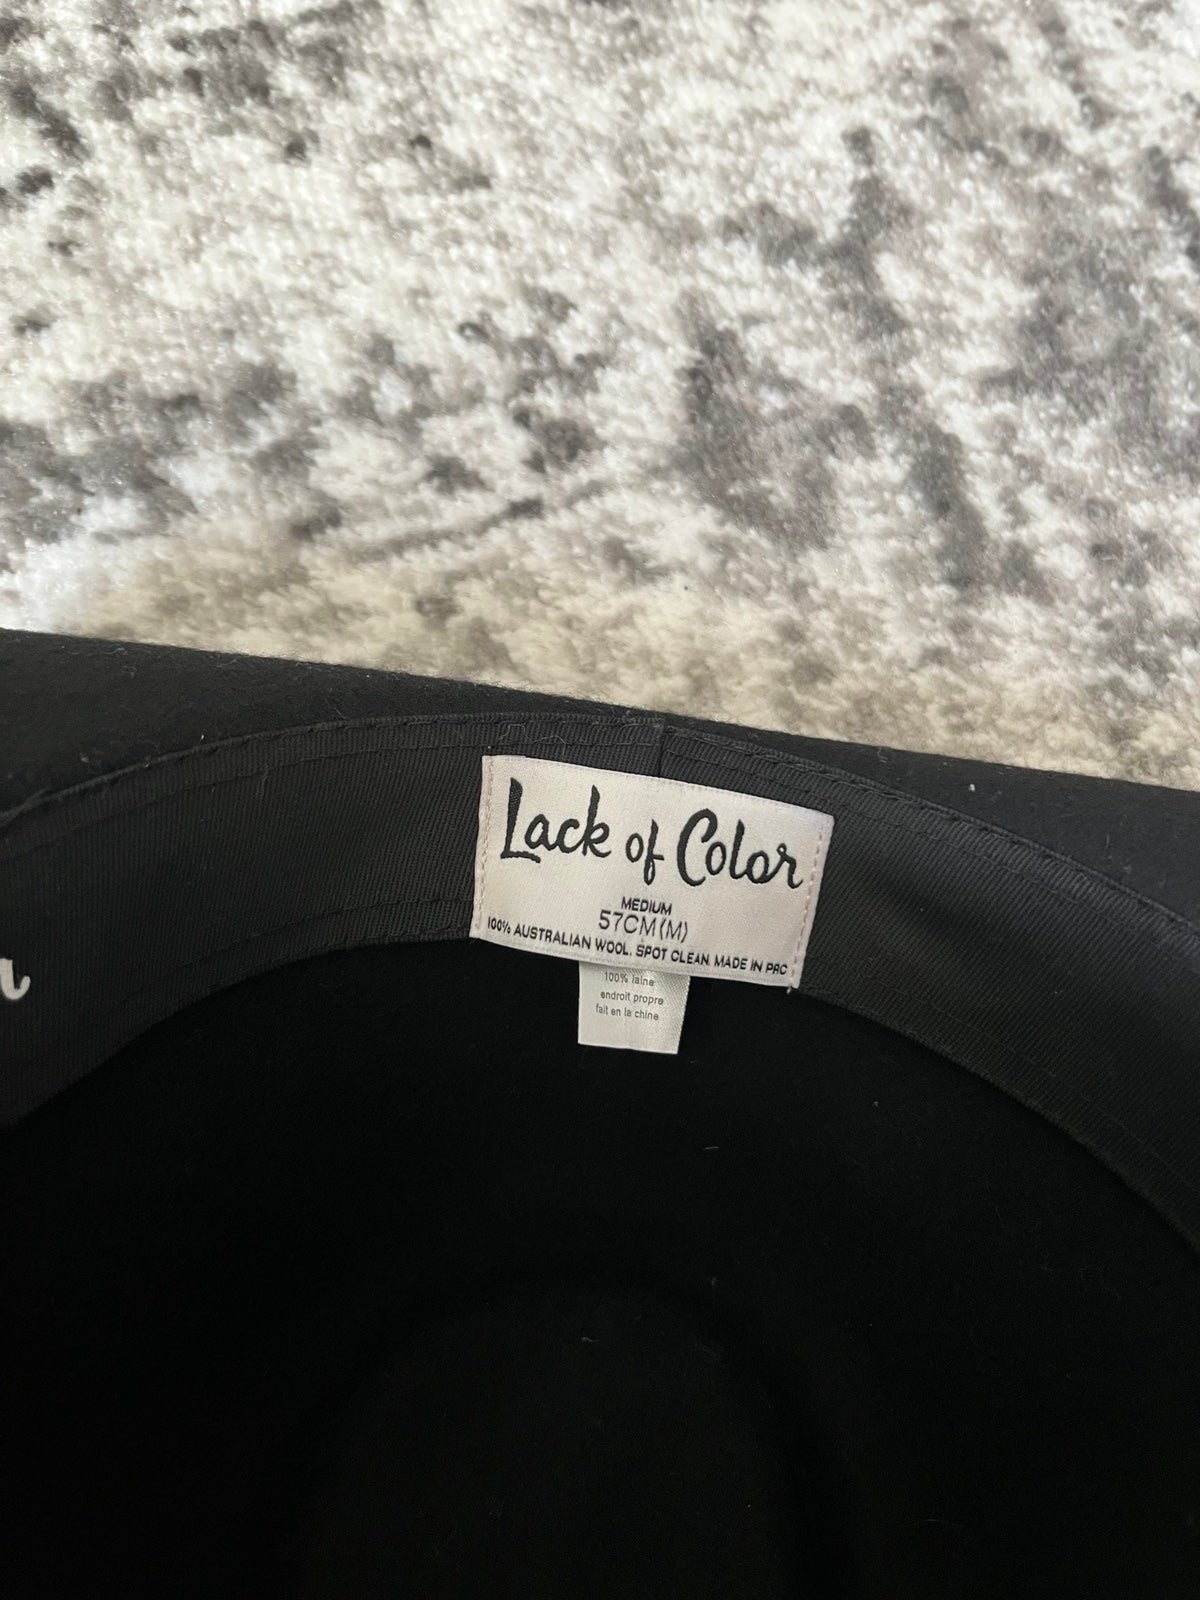 Lack of Color
MEDIUM
57CM(M)
100% AUSTRALIAN WOOL. SPOT CLEAN. MADE IN PRC
100% laine
endroit propre
fait en la chine